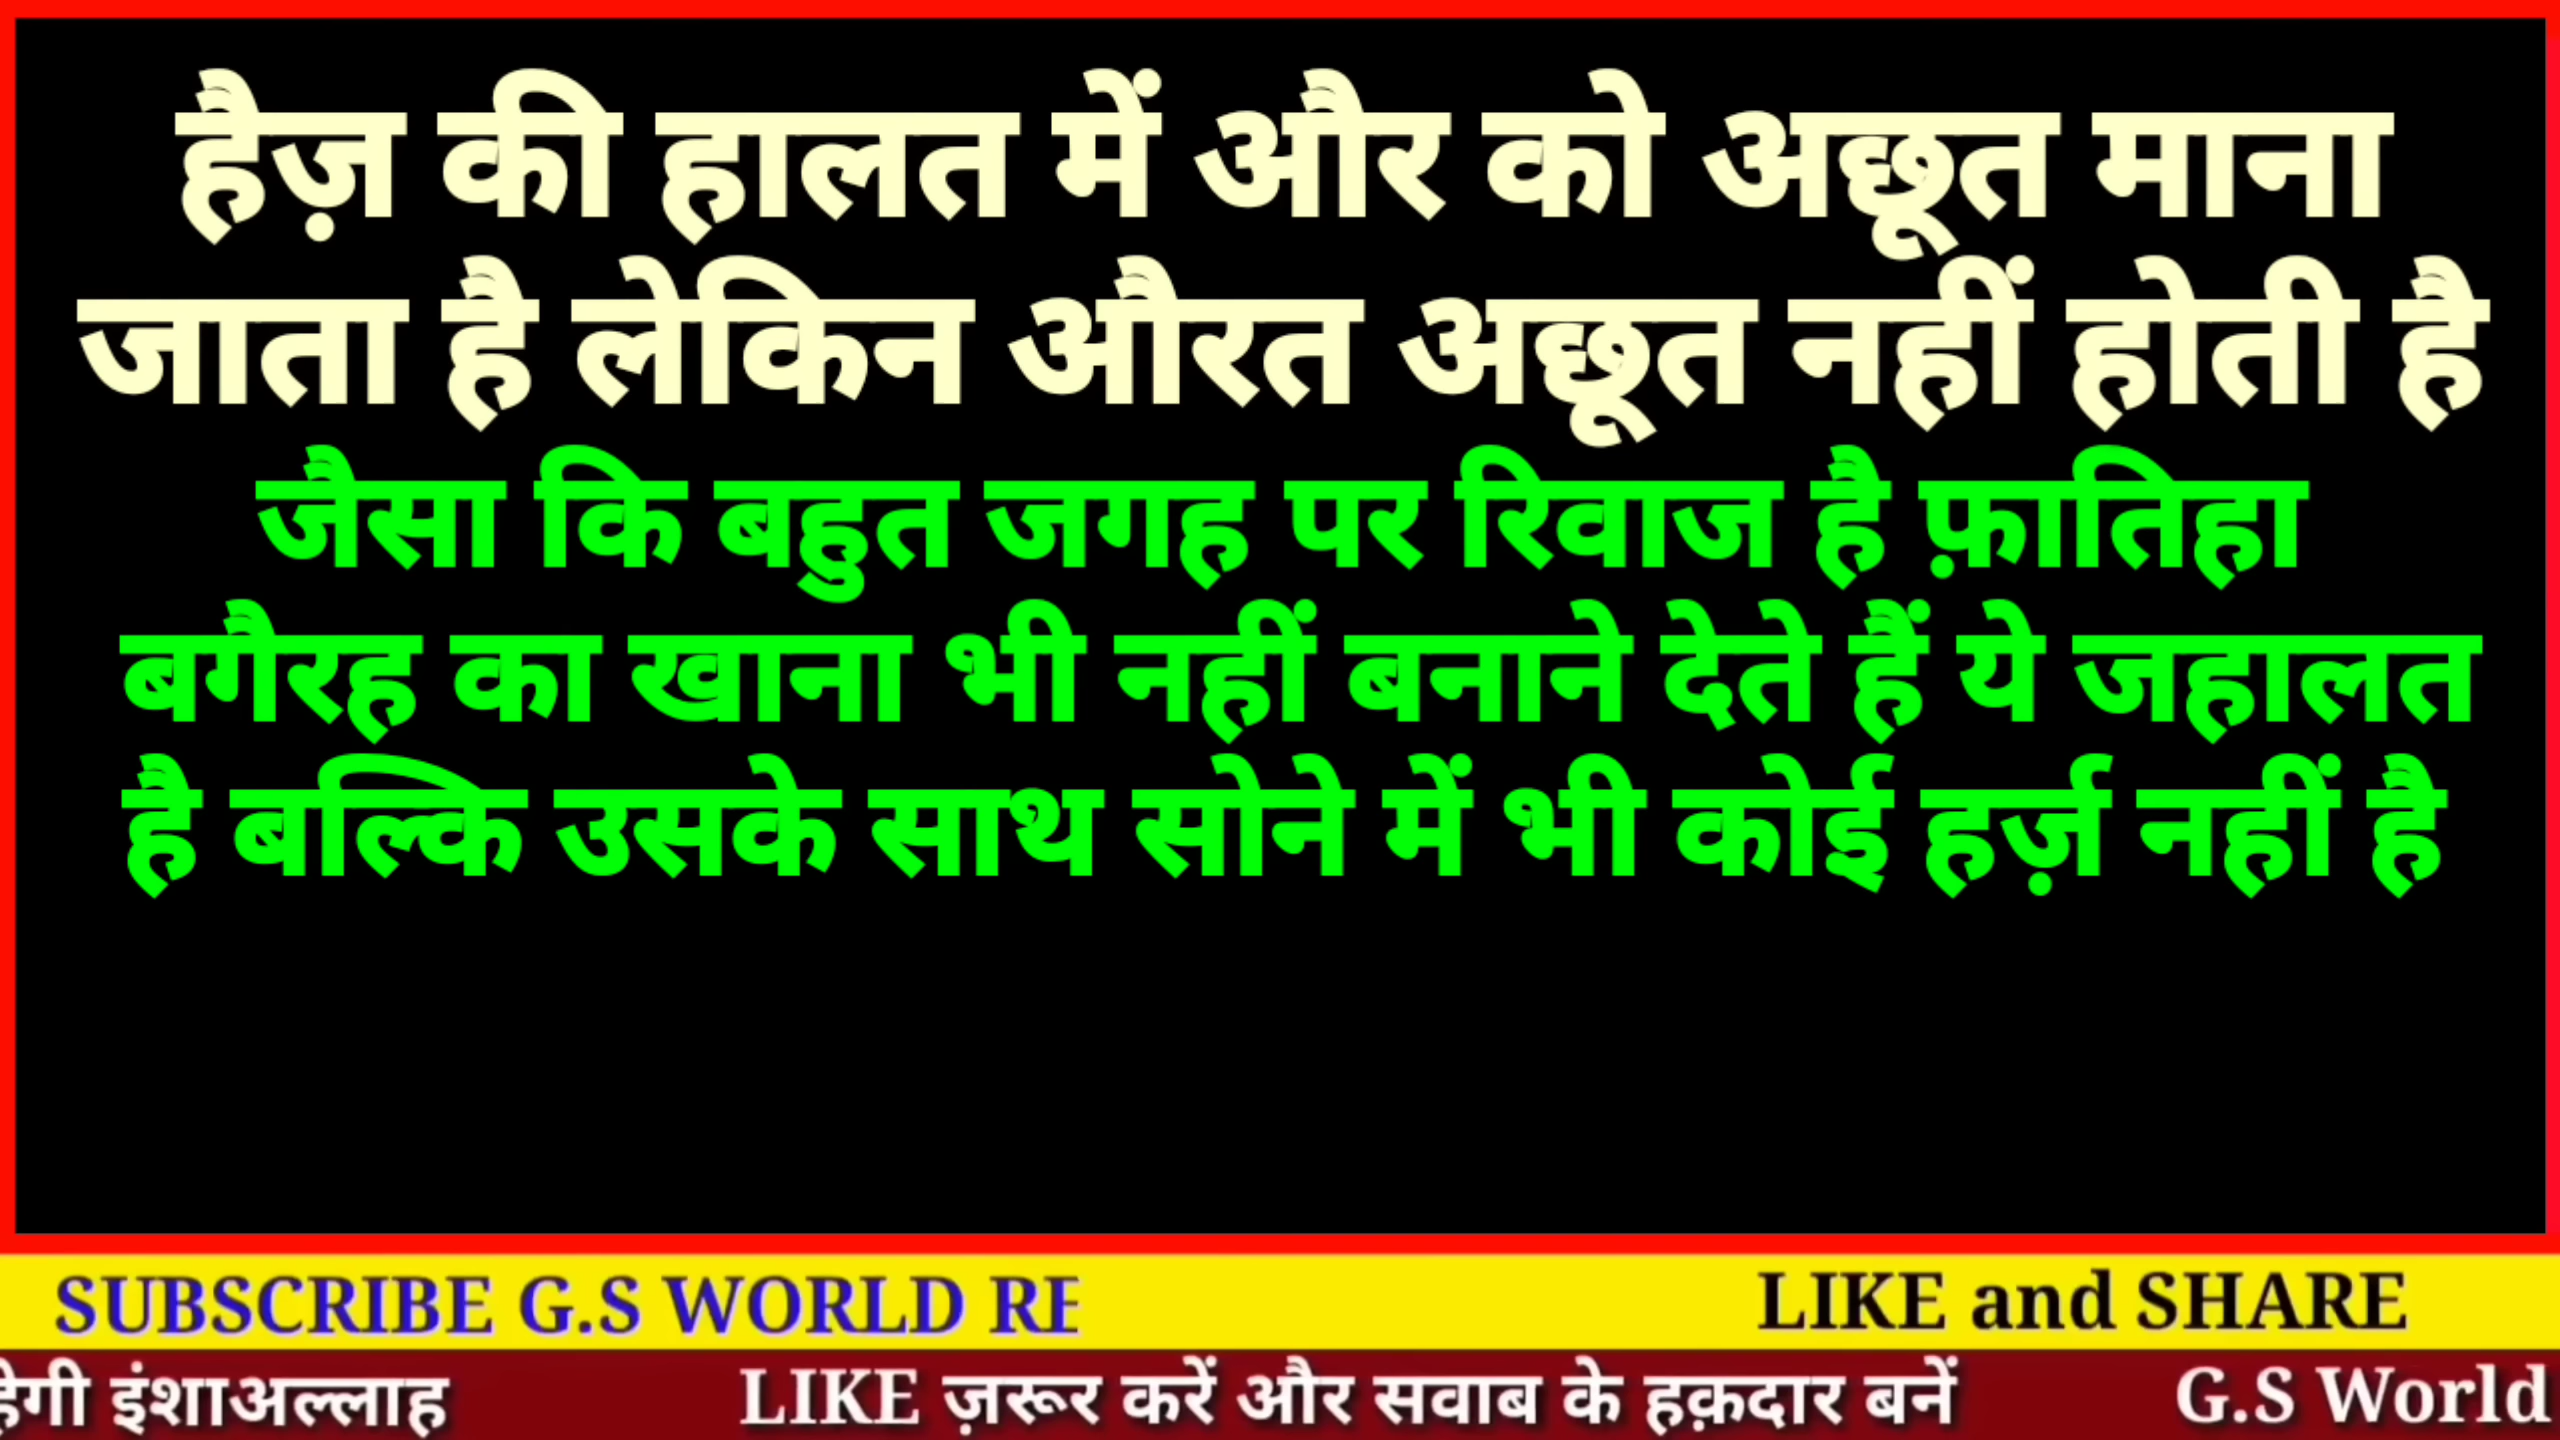 हैज़ की हालत में और को अछूत माना
जाता है लेकिन औरत अछूत नहीं होती है
जैसा कि बहुत जगह पर रिवाज है फ़ातिहा
बगैरह का खाना भी नहीं बनाने देते हैं ये जहालत
है बल्कि उसके साथ सोने में भी कोई हर्ज़ नहीं है
SUBSCRIBE G.S WORLD LIKE and SHARE
इंशाअल्लाह LIKE ज़रूर करें और सवाब के हक़दार बनें G.S World